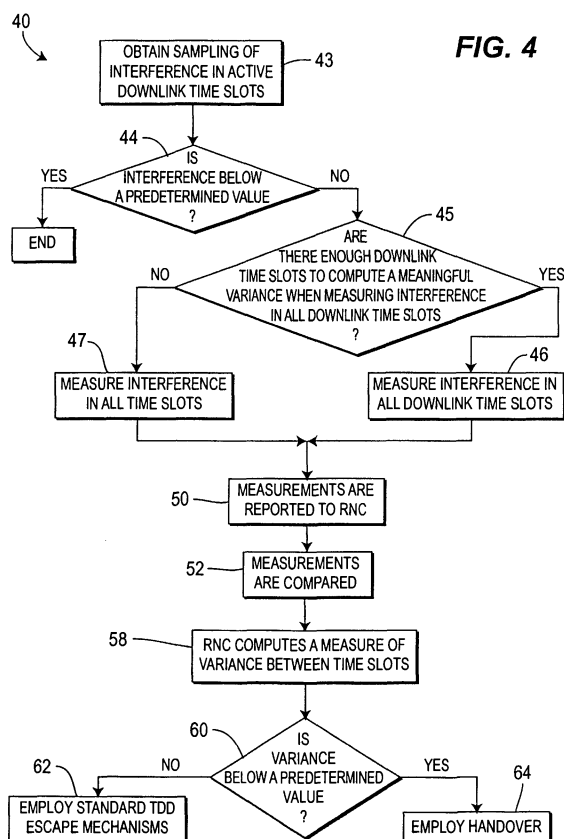 40
FIG. 4
OBTAIN SAMPLING OF
INTERFERENCE IN ACTIVE
DOWNLINK TIME SLOTS
43
44
IS
INTERFERENCE BELOW
A PREDETERMINED VALUE
?
YES
NO
END
45
ARE
THERE ENOUGH DOWNLINK
TIME SLOTS TO COMPUTE A MEANINGFUL
VARIANCE WHEN MEASURING INTERFERENCE
IN ALL DOWNLINK TIME SLOTS
?
NO
YES
47
MEASURE INTERFERENCE
IN ALL TIME SLOTS
46
MEASURE INTERFERENCE IN
ALL DOWNLINK TIME SLOTS
50
MEASUREMENTS ARE
REPORTED TO RNC
52
MEASUREMENTS
ARE COMPARED
58
RNC COMPUTES A MEASURE OF
VARIANCE BETWEEN TIME SLOTS
60
IS
VARIANCE
BELOW A PREDETERMINED
VALUE
?
NO
YES
62
EMPLOY STANDARD TDD
ESCAPE MECHANISMS
64
EMPLOY HANDOVER